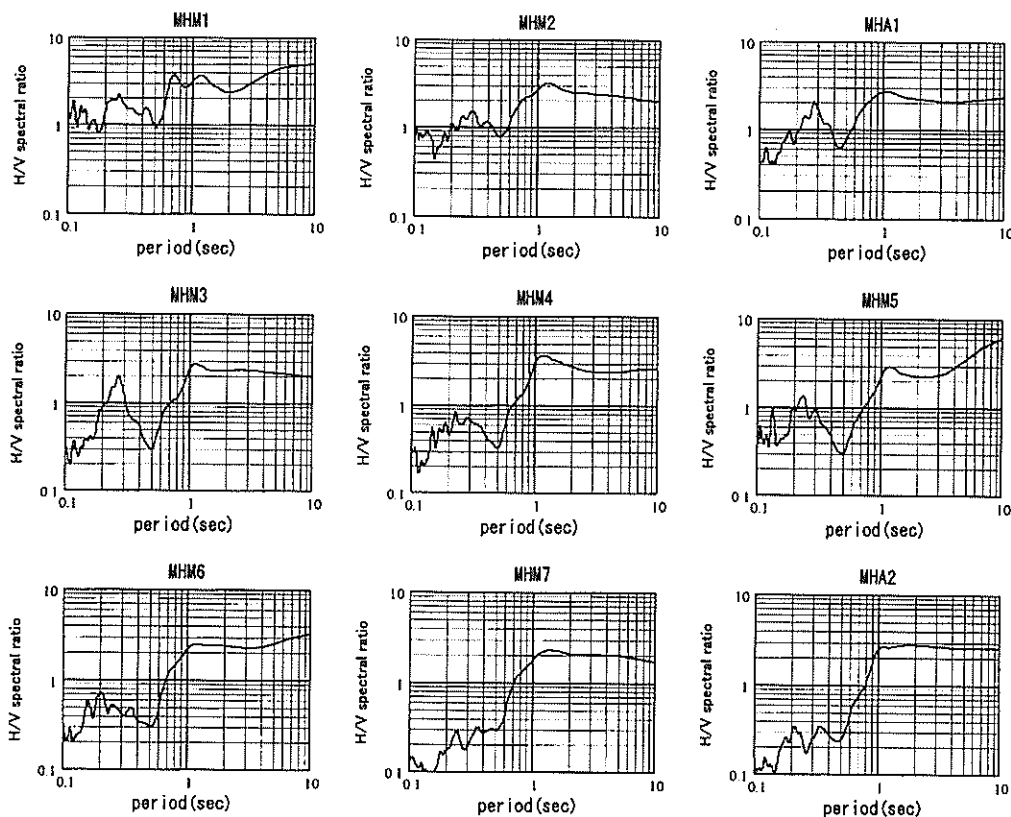 MHM1
10
H/V spectral ratio
1
0.1
0.1
1
10
period(sec)
MHM2
10
H/V spectral ratio
1
0.1
0.1
1
10
period(sec)
MHA1
10
H/V spectral ratio
1
0.1
0.1
1
10
period(sec)
MHM3
10
H/V spectral ratio
1
0.1
0.1
1
10
period(sec)
MHM4
10
H/V spectral ratio
1
0.1
0.1
1
10
period(sec)
MHM5
10
H/V spectral ratio
1
0.1
0.1
1
10
period(sec)
MHM6
10
H/V spectral ratio
1
0.1
0.1
1
10
period(sec)
MHM7
10
H/V spectral ratio
1
0.1
0.1
1
10
period(sec)
MHA2
10
H/V spectral ratio
1
0.1
0.1
1
10
period(sec)